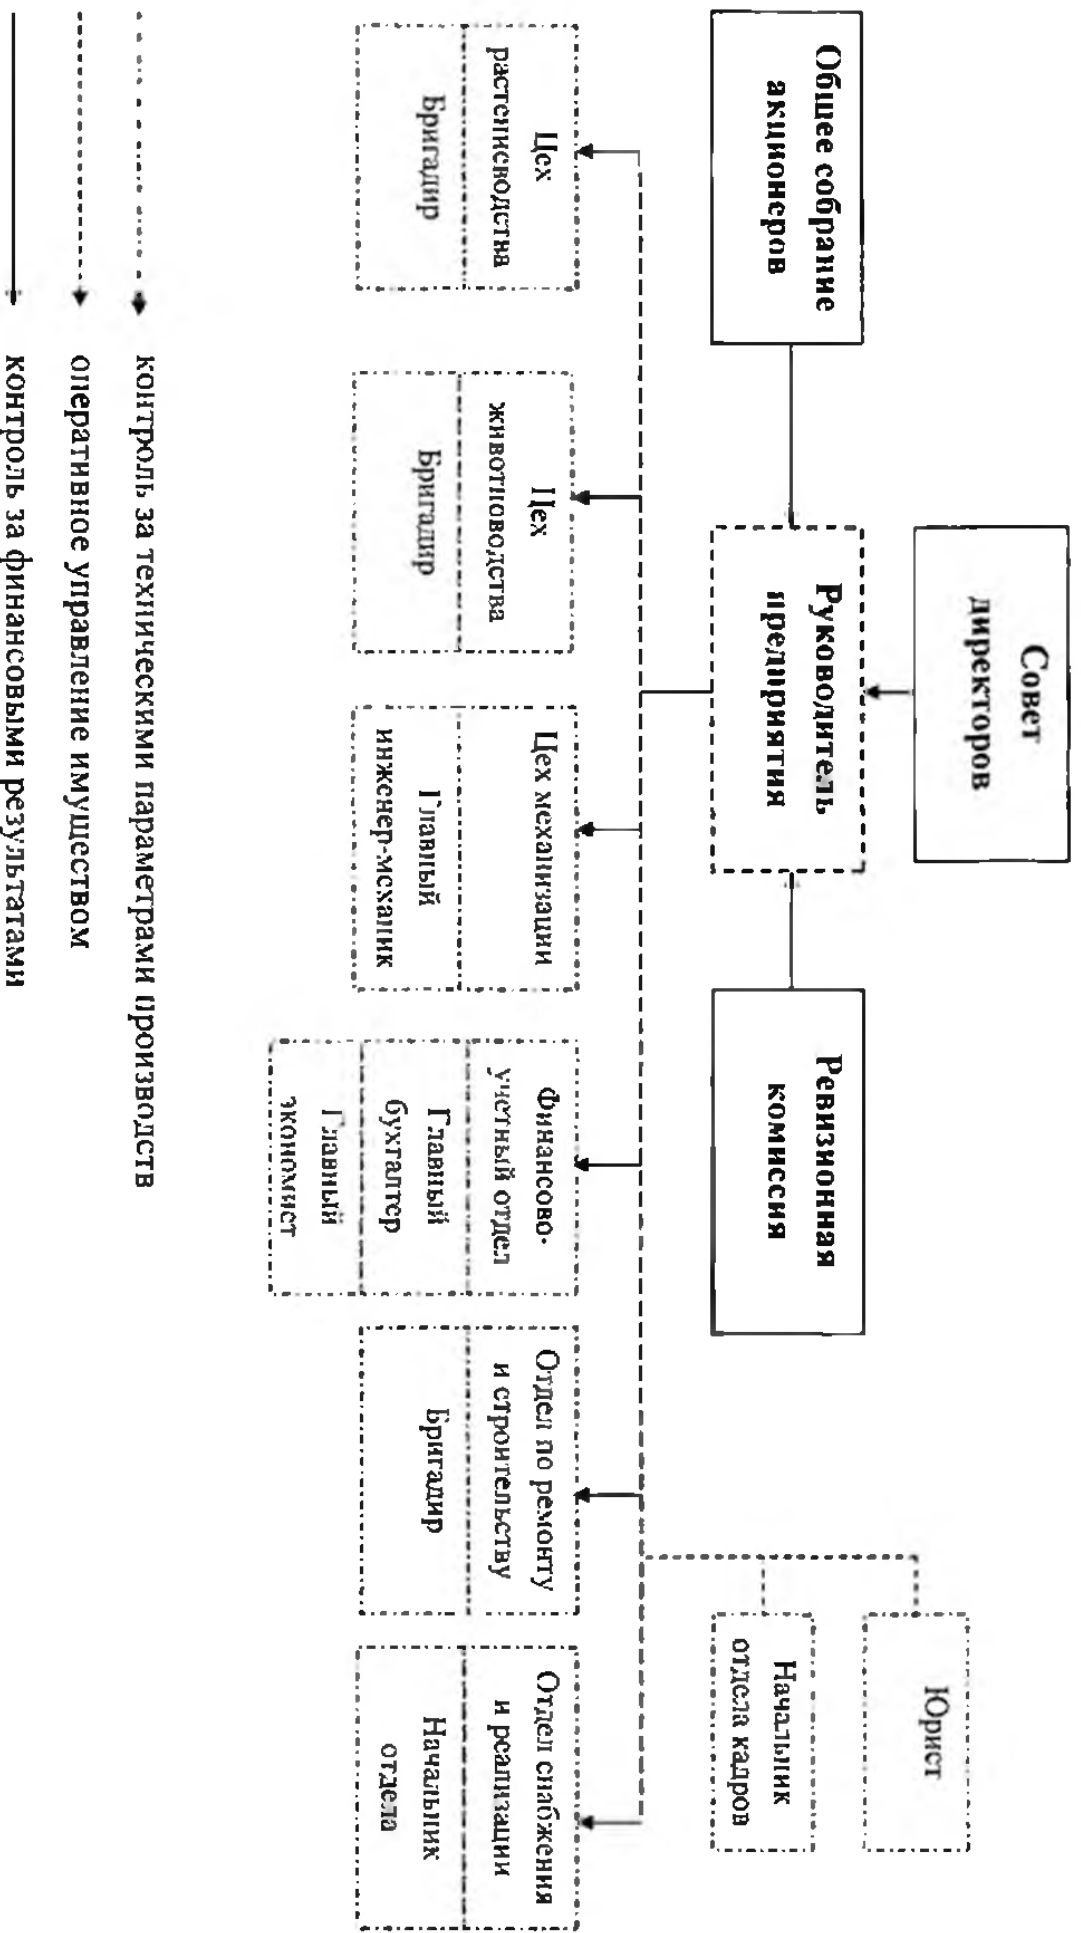 Совет
директоров
Общее собрание
акционеров
Руководитель
предприятия
Ревизионная
комиссия
Юрист
Начальник
отдела кадров
Цех
растениеводства
Бригадир
Цех
животноводства
Бригадир
Цех механизации
Главный
инженер-механик
Финансово-
учетный отдел
Главный
бухгалтер
Главный
экономист
Отдел по ремонту
и строительству
Бригадир
Отдел снабжения
и реализации
Начальник
отдела
контроль за техническими параметрами производств
оперативное управление имуществом
контроль за финансовыми результатами